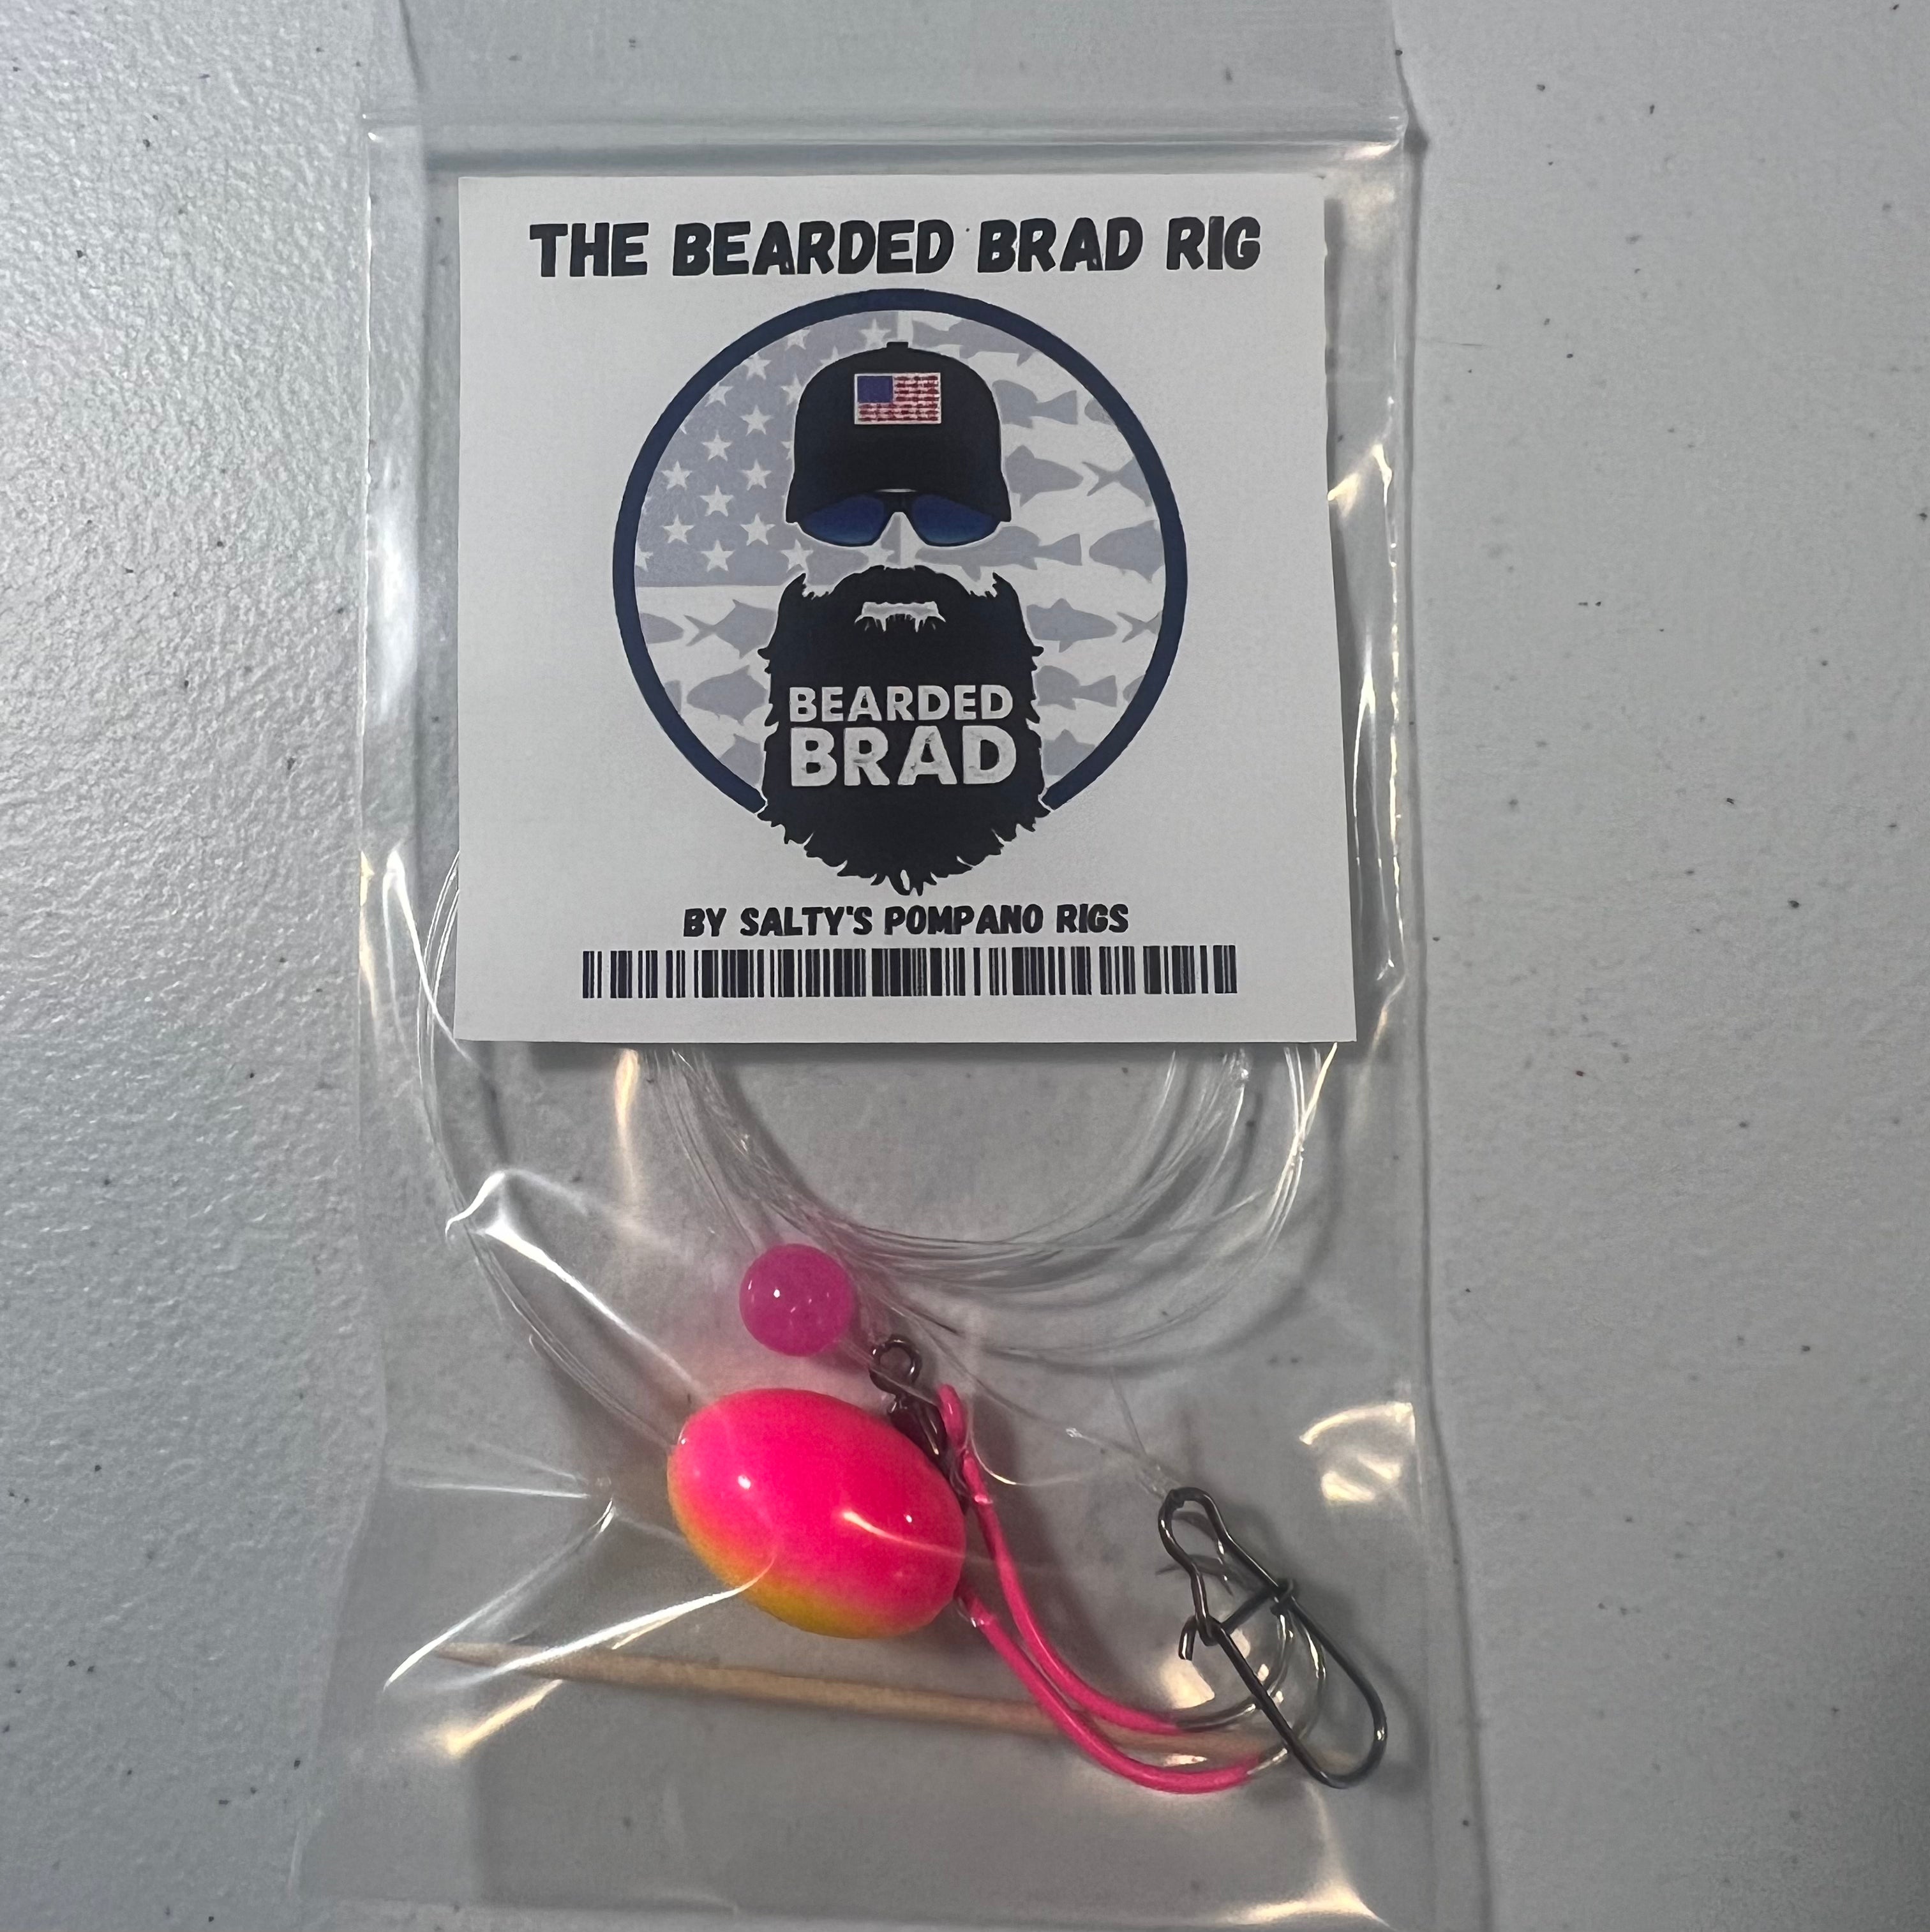 THE BEARDED BRAD RIG
BEARDED
BRAD
BY SALTY'S POMPANO RIGS